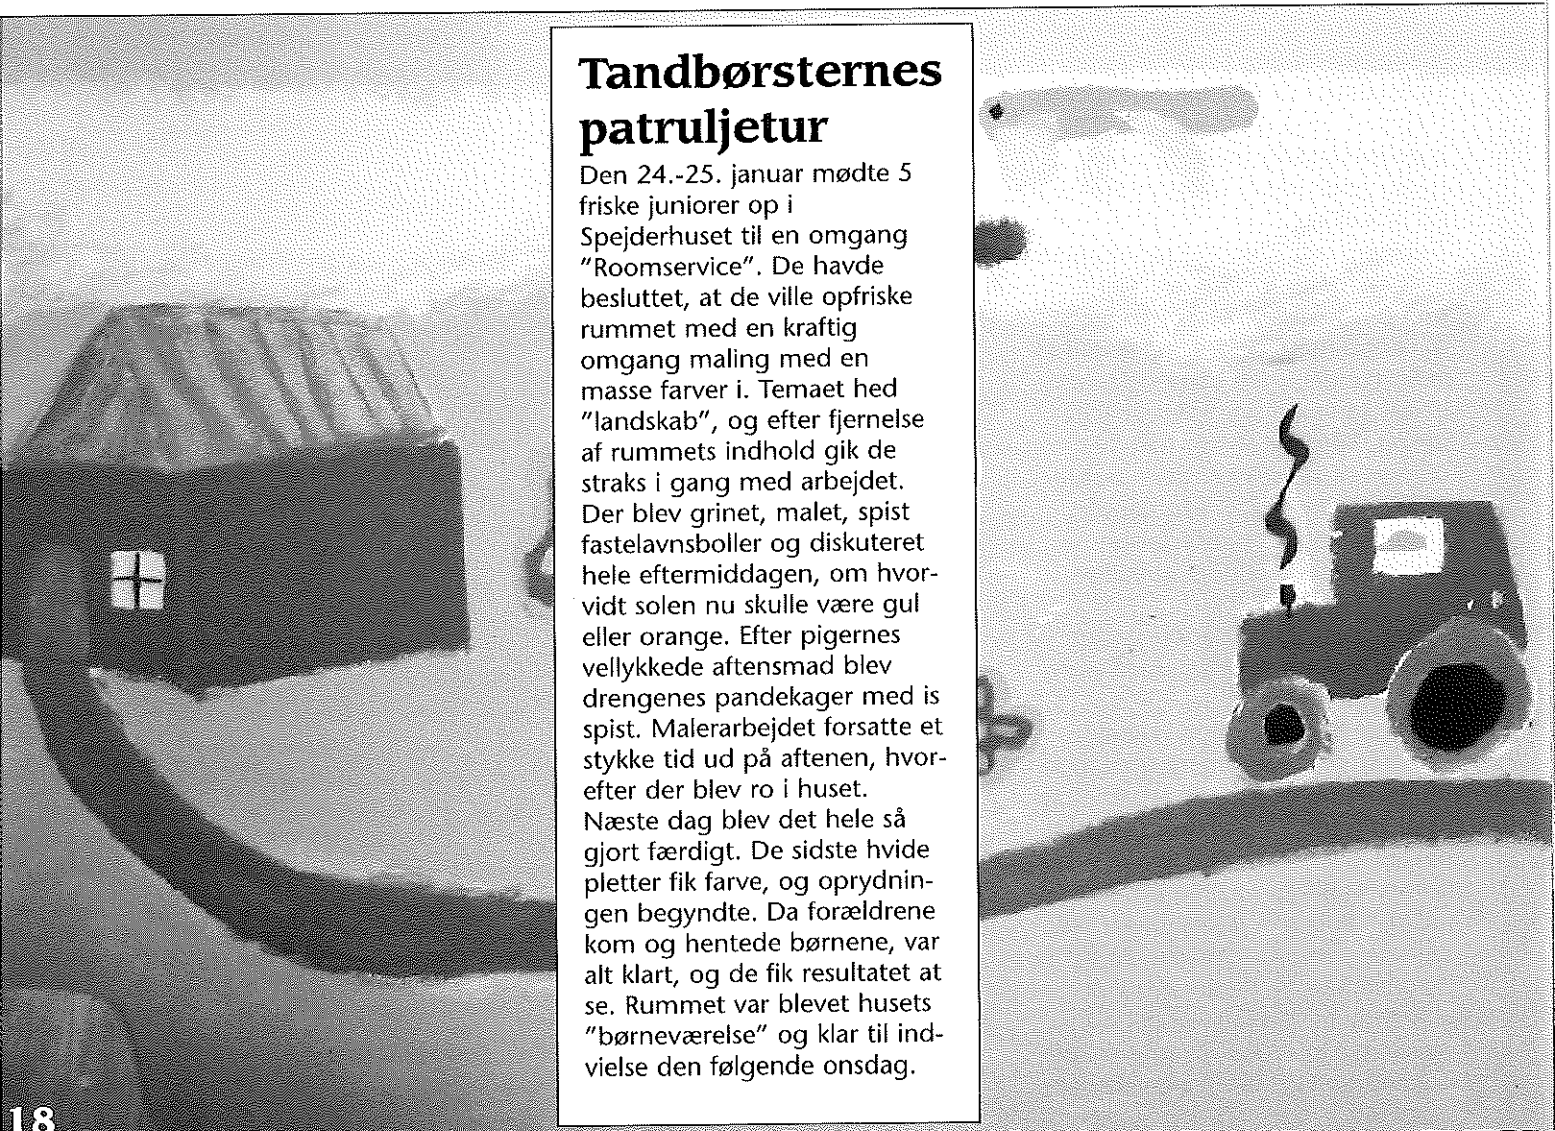 Tandbørsternes
patruljetur
Den 24.-25. januar mødte 5
friske juniorer op i
Spejderhuset til en omgang
"Roomservice". De havde
besluttet, at de ville opfriske
rummet med en kraftig
omgang maling med en
masse farver i. Temaet hed
"landskab", og efter fjernelse
af rummets indhold gik de
straks i gang med arbejdet.
Der blev grinet, malet, spist
fastelavnsboller og diskuteret
hele eftermiddagen, om hvor-
vidt solen nu skulle være gul
eller orange. Efter pigernes
vellykkede aftensmad blev
drengenes pandekager med is
spist. Malerarbejdet forsatte et
stykke tid ud på aftenen, hvor-
efter der blev ro i huset.
Næste dag blev det hele så
gjort færdigt. De sidste hvide
pletter fik farve, og oprydnin-
gen begyndte. Da forældrene
kom og hentede børnene, var
alt klart, og de fik resultatet at
se. Rummet var blevet husets
"børneværelse" og klar til ind-
vielse den følgende onsdag.
18